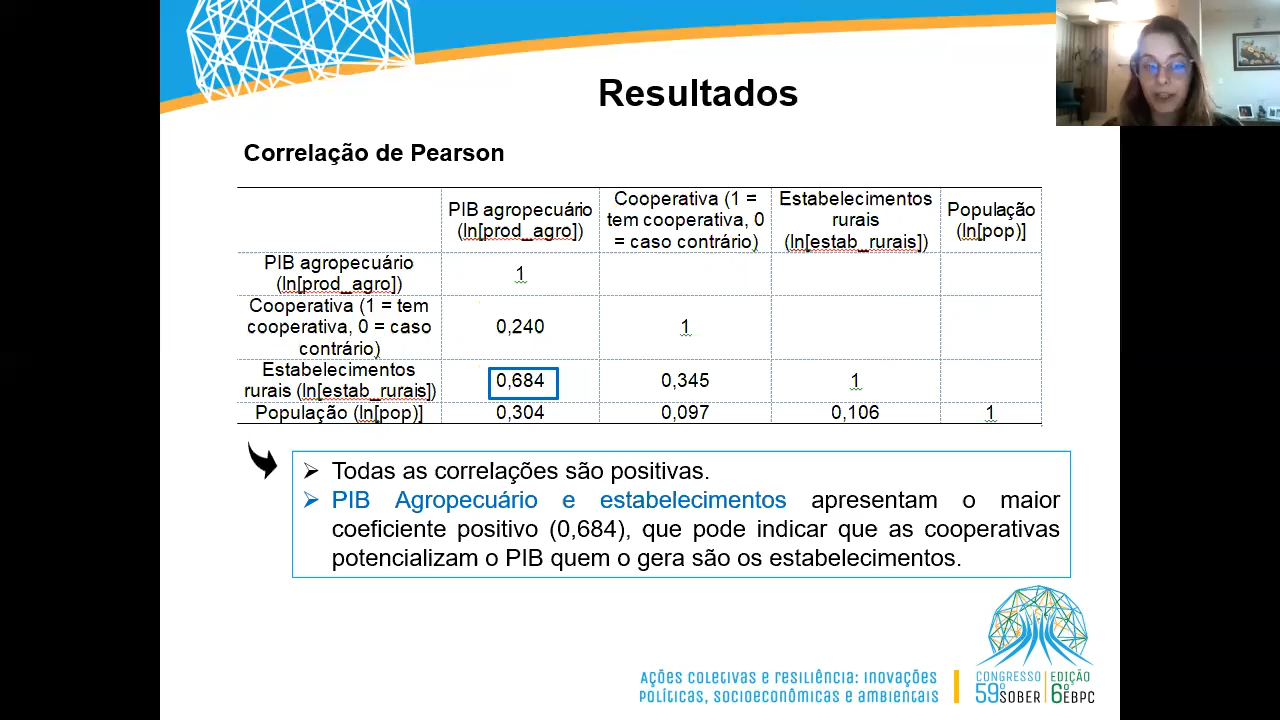 Resultados
Correlação de Pearson
PIB agropecuário
(ln[prod_agro])
Cooperativa (1 =
tem cooperativa, 0
= caso contrário)
Estabelecimentos
rurais
(ln[estab_rurais])
População
(ln[pop)]
PIB agropecuário
(ln[prod_agro])
1
Cooperativa (1 = tem
cooperativa, 0 = caso
contrário)
0,240
1
Estabelecimentos
rurais (ln[estab_rurais])
0,684
0,345
1
População (ln[pop)]
0,304
0,097
0,106
1
Todas as correlações são positivas.
PIB Agropecuário e estabelecimentos apresentam o maior
coeficiente positivo (0,684), que pode indicar que as cooperativas
potencializam o PIB quem o gera são os estabelecimentos.
Ações coletivas e resiliência: inovações
políticas, socioeconômicas e ambientais
CONGRESSO
59º SOBER
EDIÇÃO
6º EBPC